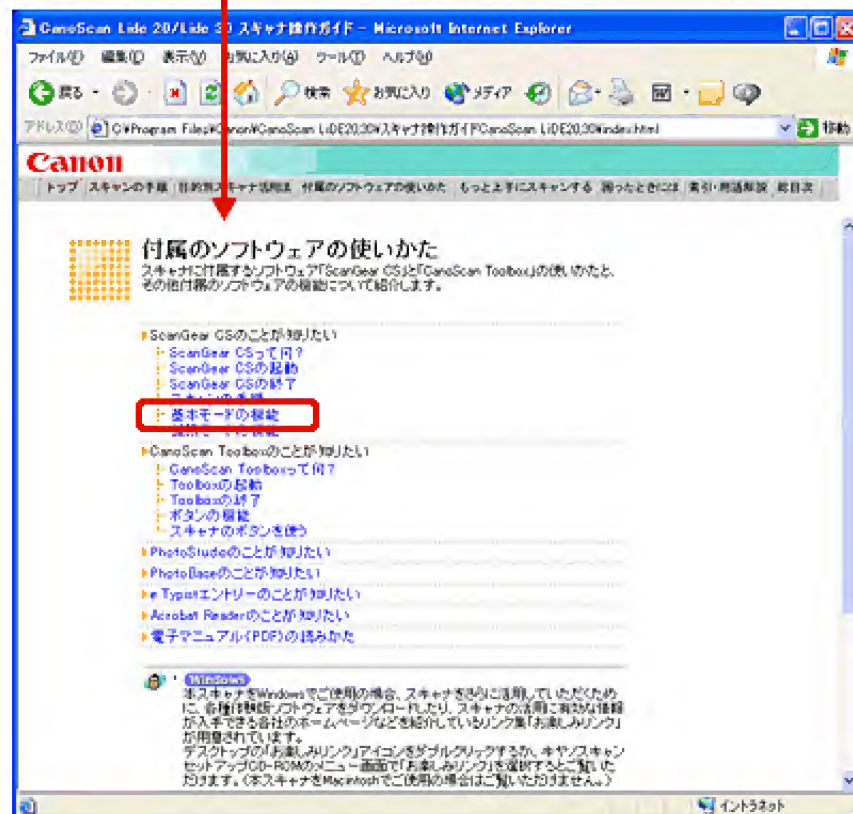 CanoScan Lide 20/Lide 30 スキャナ操作ガイド - Microsoft Internet Explorer
ファイル(F) 編集(E) 表示(V) お気に入り(A) ツール(T) ヘルプ(H)
戻る 検索 お気に入り メディア
アドレス(D) C:¥Program Files¥Canon¥CanoScan LiDE20,30¥スキャナ操作ガイド¥CanoScan LiDE20,30¥index.html 移動
Canon
トップ スキャンの手順 目的別スキャナ活用法 付属のソフトウェアの使いかた もっと上手にスキャンする 困ったときには 索引・用語解説 総目次
付属のソフトウェアの使いかた
スキャナに付属するソフトウェア「ScanGear CS」と「CanoScan Toolbox」の使いかたと、
その他付属のソフトウェアの機能について紹介します。
ScanGear CSのことが知りたい
ScanGear CSって何?
ScanGear CSの起動
ScanGear CSの終了
スキャンの手順
基本モードの機能
CanoScan Toolboxのことが知りたい
CanoScan Toolboxって何?
Toolboxの起動
Toolboxの終了
ボタンの機能
スキャナのボタンを使う
PhotoStudioのことが知りたい
PhotoBaseのことが知りたい
e.Typistエントリーのことが知りたい
Acrobat Readerのことが知りたい
電子マニュアル(PDF)の読みかた
Windows
本スキャナをWindowsでご使用の場合、スキャナをさらに活用していただくため
に、各種体験版ソフトウェアをダウンロードしたり、スキャナの活用に有効な情報
が入手できる各社のホームページなどを紹介しているリンク集「お楽しみリンク」
が用意されています。
デスクトップの「お楽しみリンク」アイコンをダブルクリックするか、キヤノスキャン
セットアップCD-ROMのメニュー画面で「お楽しみリンク」を選択するとご覧いた
だけます。(本スキャナをMacintoshでご使用の場合はご覧いただけません。)
イントラネット